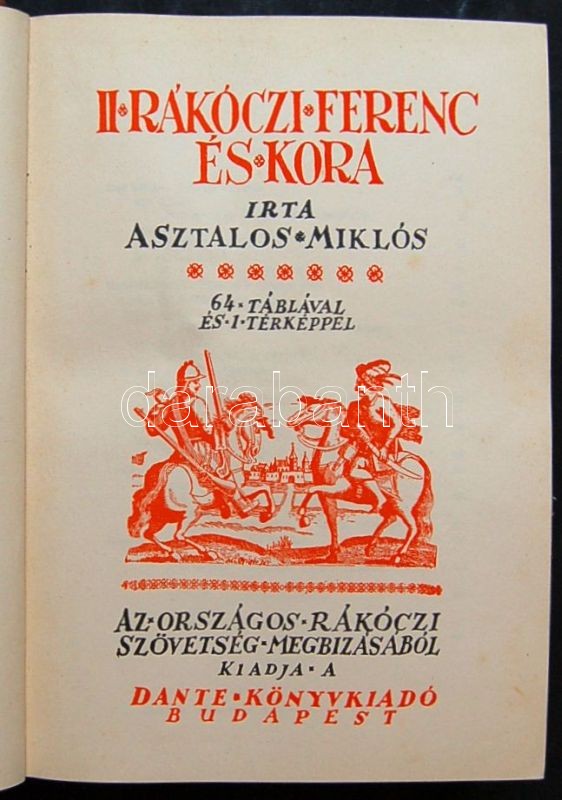 II·RÁKÓCZI·FERENC
ÉS·KORA
IRTA
ASZTALOS·MIKLÓS
64·TÁBLÁVAL
ÉS·1·TÉRKÉPPEL
darabanth
AZ·ORSZÁGOS·RÁKÓCZI
SZÖVETSÉG·MEGBIZÁSÁBÓL
KIADJA·A
DANTE·KÖNYVKIADÓ
BUDAPEST